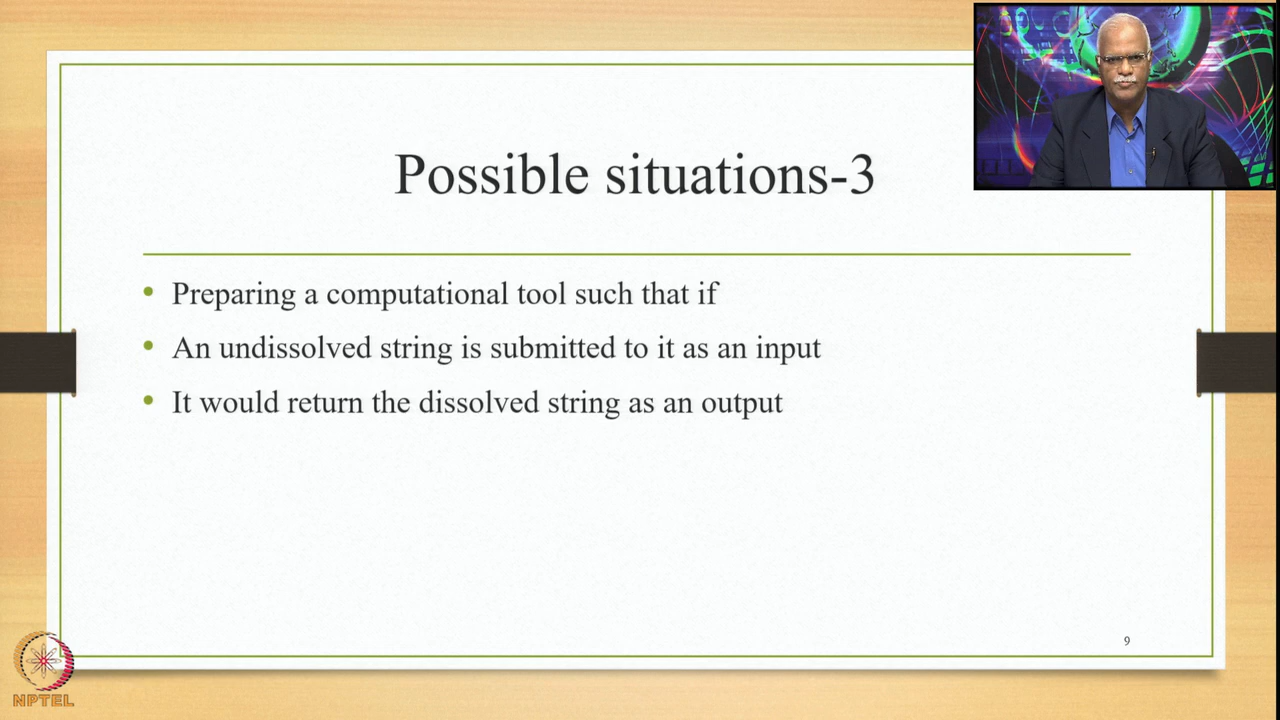 Possible situations-3
• Preparing a computational tool such that if
• An undissolved string is submitted to it as an input
• It would return the dissolved string as an output
9
NPTEL